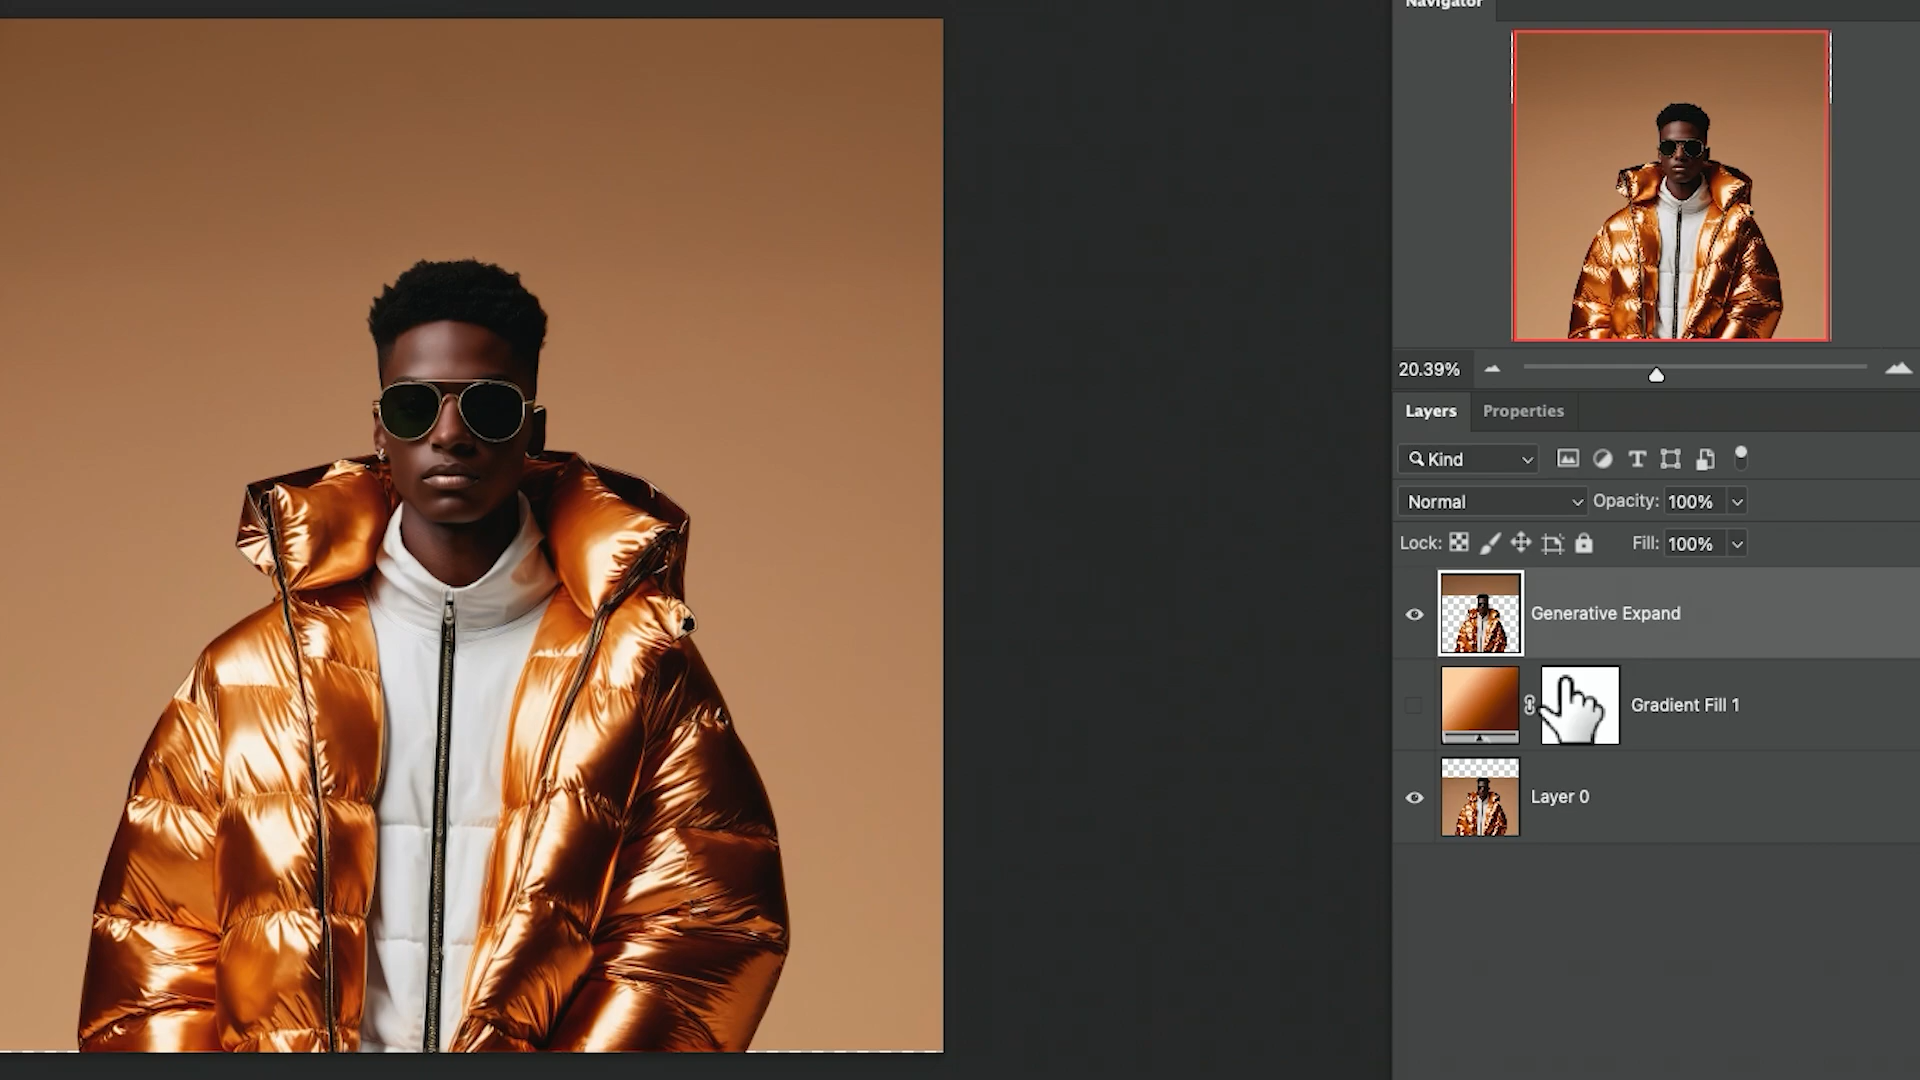 Navigator
20.39%
Layers Properties
Kind
Normal Opacity: 100%
Lock: Fill: 100%
Generative Expand
Gradient Fill 1
Layer 0